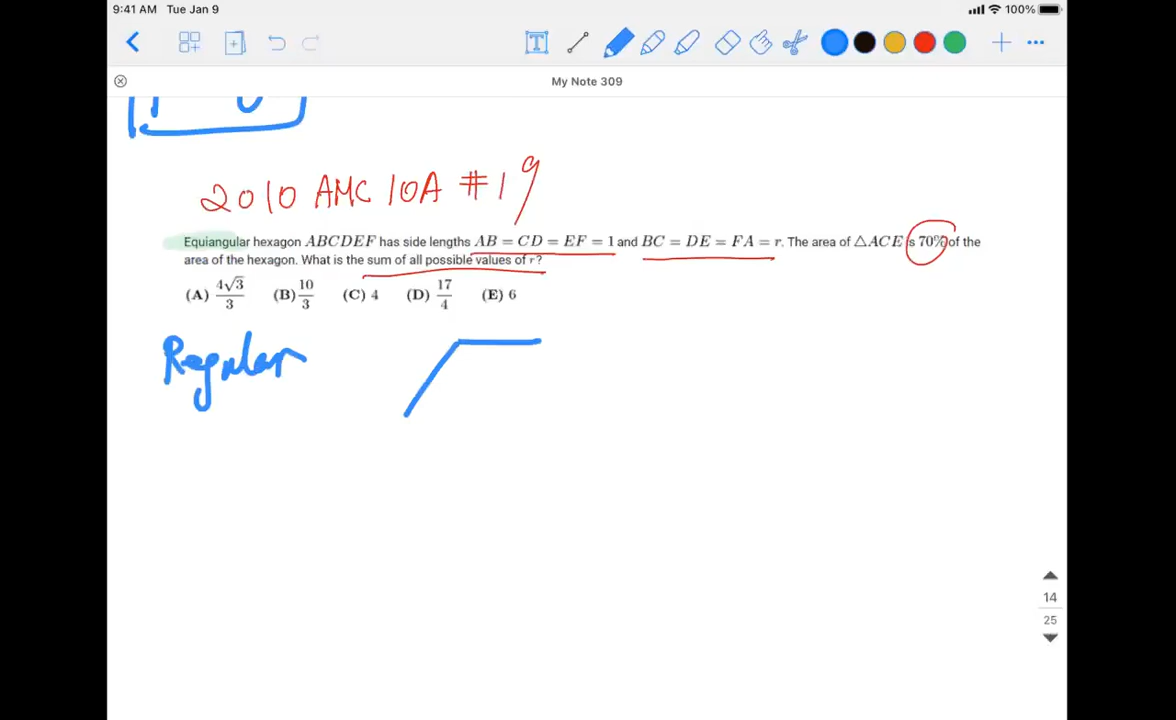 9:41 AM Tue Jan 9 100%
T
My Note 309
2010 AMC 10A #19
Equiangular hexagon ABCDEF has side lengths AB = CD = EF = 1 and BC = DE = FA = r. The area of △ACE is 70% of the
area of the hexagon. What is the sum of all possible values of r?
(A) 4√3/3 (B) 10/3 (C) 4 (D) 17/4 (E) 6
Regular
14
25